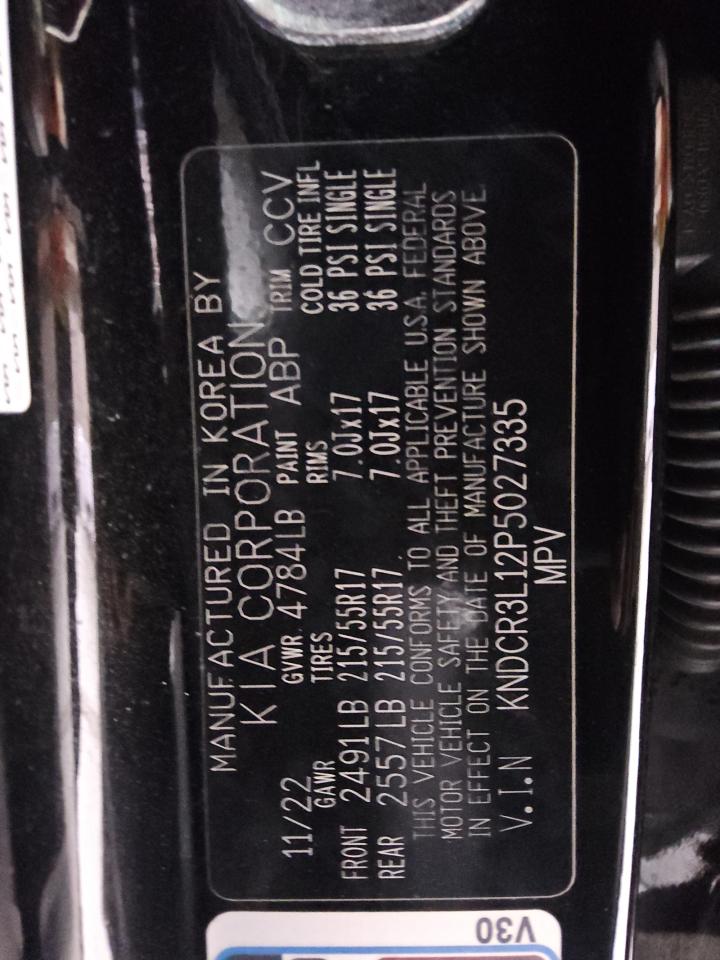 MANUFACTURED IN KOREA BY
KIA CORPORATION
11/22 GVWR 4784LB PAINT ABP TRIM CCV
GAWR TIRES RIMS COLD TIRE INFL
FRONT 2491LB 215/55R17 7.0Jx17 36 PSI SINGLE
REAR 2557LB 215/55R17 7.0Jx17 36 PSI SINGLE
THIS VEHICLE CONFORMS TO ALL APPLICABLE U.S.A. FEDERAL
MOTOR VEHICLE SAFETY AND THEFT PREVENTION STANDARDS
IN EFFECT ON THE DATE OF MANUFACTURE SHOWN ABOVE
V.I.N KNDCR3L12P5027335
MPV
V30